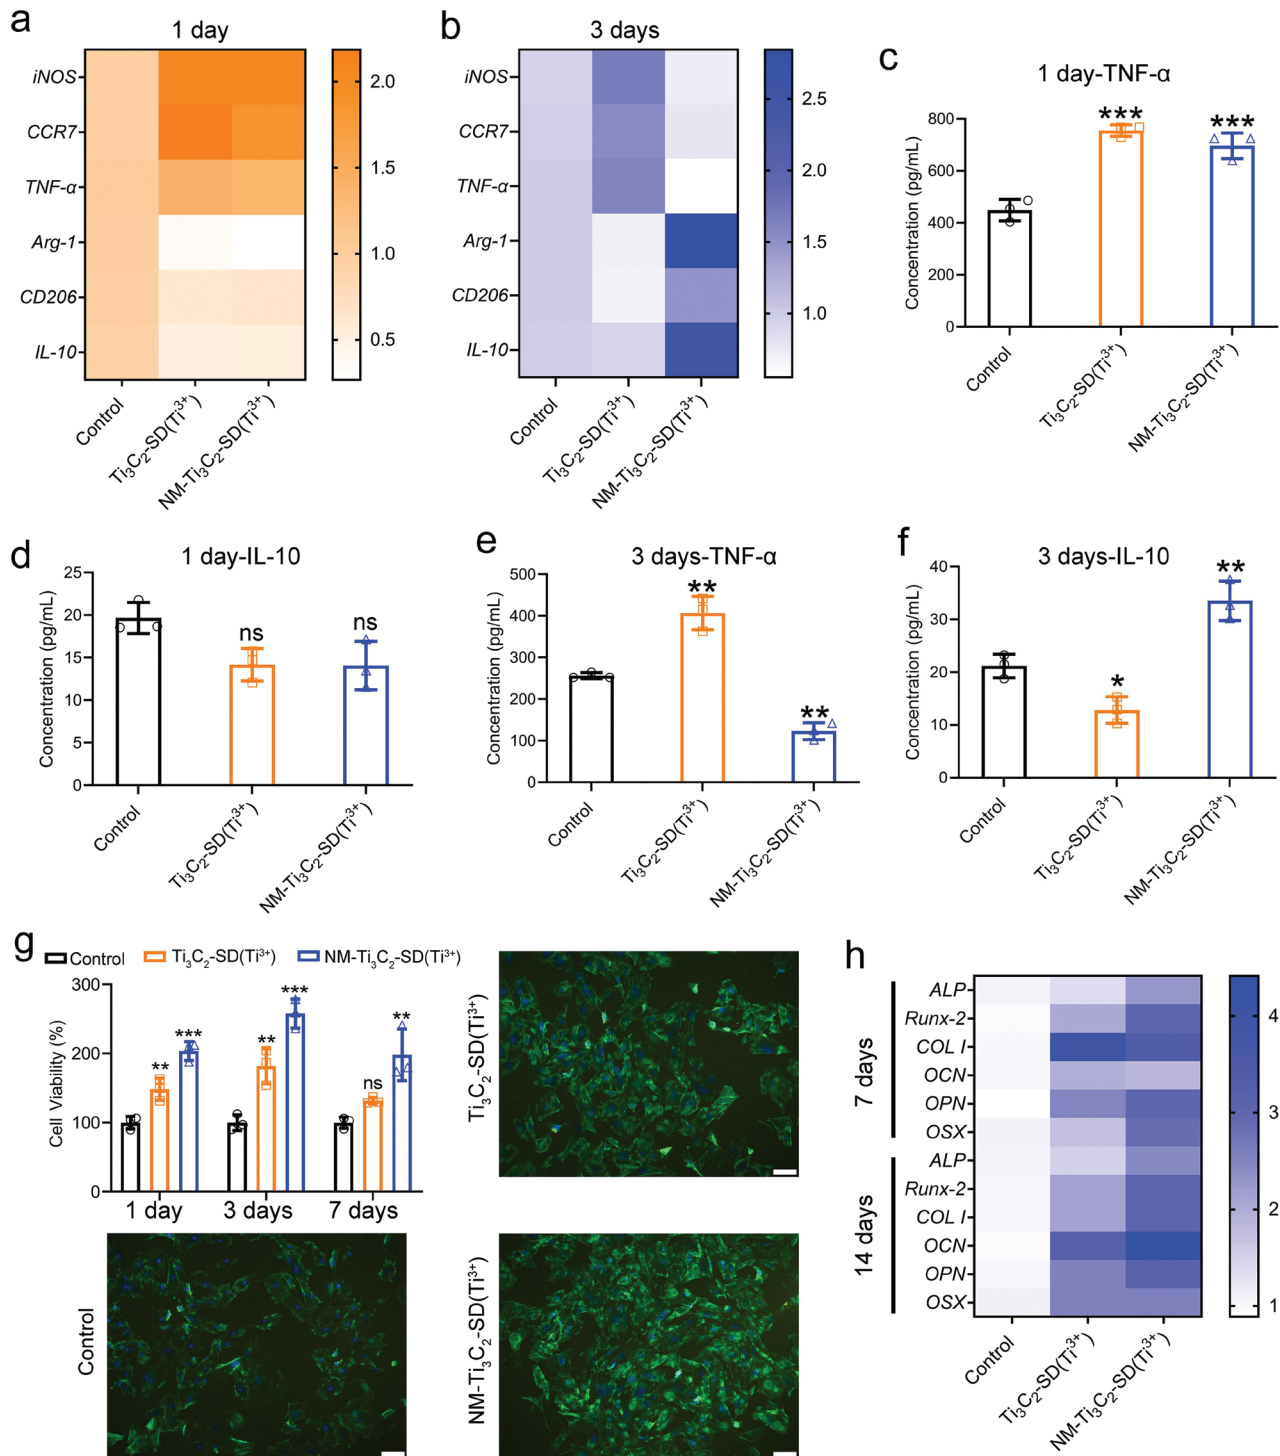 a
1 day
iNOS
CCR7
TNF-α
Arg-1
CD206
IL-10
2.0
1.5
1.0
0.5
Control
Ti₃C₂-SD(Ti³⁺)
NM-Ti₃C₂-SD(Ti³⁺)
b
3 days
iNOS
CCR7
TNF-α
Arg-1
CD206
IL-10
2.5
2.0
1.5
1.0
Control
Ti₃C₂-SD(Ti³⁺)
NM-Ti₃C₂-SD(Ti³⁺)
c
1 day-TNF-α
Concentration (pg/mL)
800
600
400
200
0
***
***
Control
Ti₃C₂-SD(Ti³⁺)
NM-Ti₃C₂-SD(Ti³⁺)
d
1 day-IL-10
Concentration (pg/mL)
25
20
15
10
5
0
ns
ns
Control
Ti₃C₂-SD(Ti³⁺)
NM-Ti₃C₂-SD(Ti³⁺)
e
3 days-TNF-α
Concentration (pg/mL)
500
400
300
200
100
0
**
**
Control
Ti₃C₂-SD(Ti³⁺)
NM-Ti₃C₂-SD(Ti³⁺)
f
3 days-IL-10
Concentration (pg/mL)
40
30
20
10
0
*
**
Control
Ti₃C₂-SD(Ti³⁺)
NM-Ti₃C₂-SD(Ti³⁺)
g
Control Ti₃C₂-SD(Ti³⁺) NM-Ti₃C₂-SD(Ti³⁺)
Cell Viability (%)
300
200
100
0
** *** ** *** ns **
1 day 3 days 7 days
Ti₃C₂-SD(Ti³⁺)
Control
NM-Ti₃C₂-SD(Ti³⁺)
h
7 days
ALP
Runx-2
COL I
OCN
OPN
OSX
14 days
ALP
Runx-2
COL I
OCN
OPN
OSX
4
3
2
1
Control
Ti₃C₂-SD(Ti³⁺)
NM-Ti₃C₂-SD(Ti³⁺)